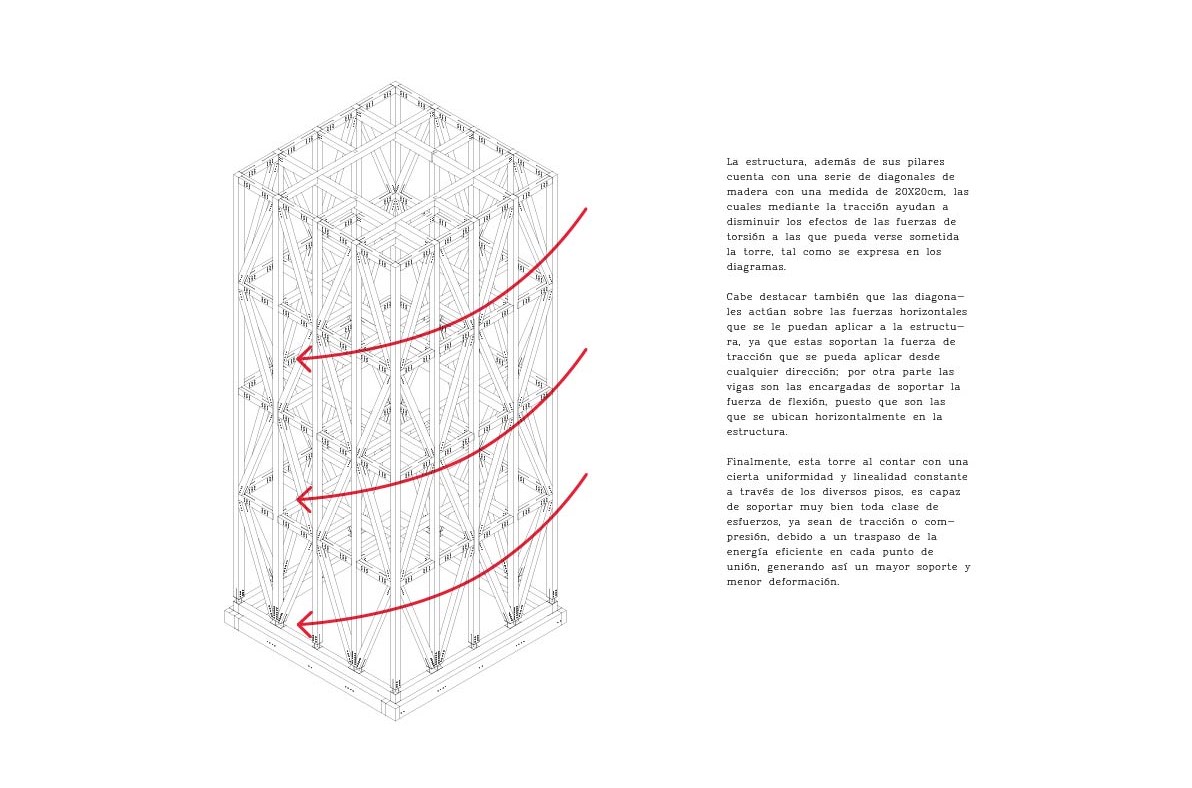 La estructura, además de sus pilares
cuenta con una serie de diagonales de
madera con una medida de 20X20cm, las
cuales mediante la tracción ayudan a
disminuir los efectos de las fuerzas de
torsión a las que pueda verse sometida
la torre, tal como se expresa en los
diagramas.
Cabe destacar también que las diagona-
les actúan sobre las fuerzas horizontales
que se le puedan aplicar a la estructu-
ra, ya que estas soportan la fuerza de
tracción que se pueda aplicar desde
cualquier dirección; por otra parte las
vigas son las encargadas de soportar la
fuerza de flexión, puesto que son las
que se ubican horizontalmente en la
estructura.
Finalmente, esta torre al contar con una
cierta uniformidad y linealidad constante
a través de los diversos pisos, es capaz
de soportar muy bien toda clase de
esfuerzos, ya sean de tracción o com-
presión, debido a un traspaso de la
energía eficiente en cada punto de
unión, generando así un mayor soporte y
menor deformación.